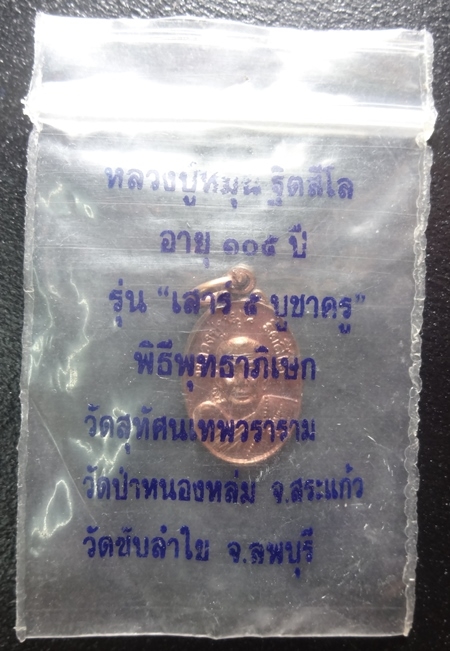 หลวงปู่หมุน ฐิตสีโล
อายุ ๑๐๕ ปี
รุ่น “เสาร์ ๕ บูชาครู”
พิธีพุทธาภิเษก
วัดสุทัศนเทพวราราม
วัดป่าหนองหล่ม จ.สระแก้ว
วัดซับลำใย จ.ลพบุรี